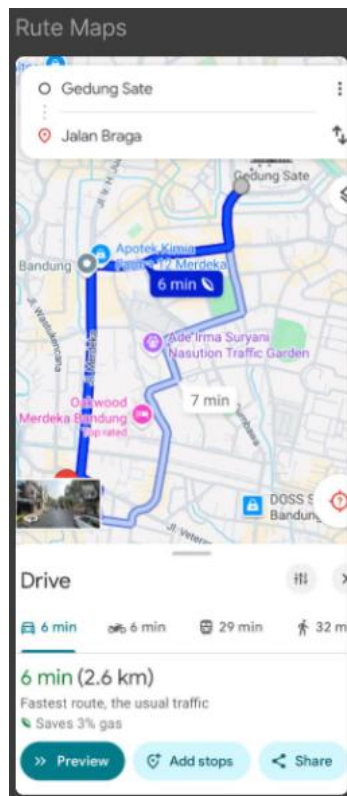 Rute Maps
Gedung Sate
Jalan Braga
Gedung Sate
Apotek Kimia
Merdeka
Bandung
6 min
Ade Irma Suryani
Nasution Traffic Garden
Jl. Merdeka
Oakwood
Merdeka Bandung
Top rated
7 min
DOSS
Bandung
Drive
6 min
6 min
29 min
32 m
6 min (2.6 km)
Fastest route, the usual traffic
Saves 3% gas
Preview
Add stops
Share